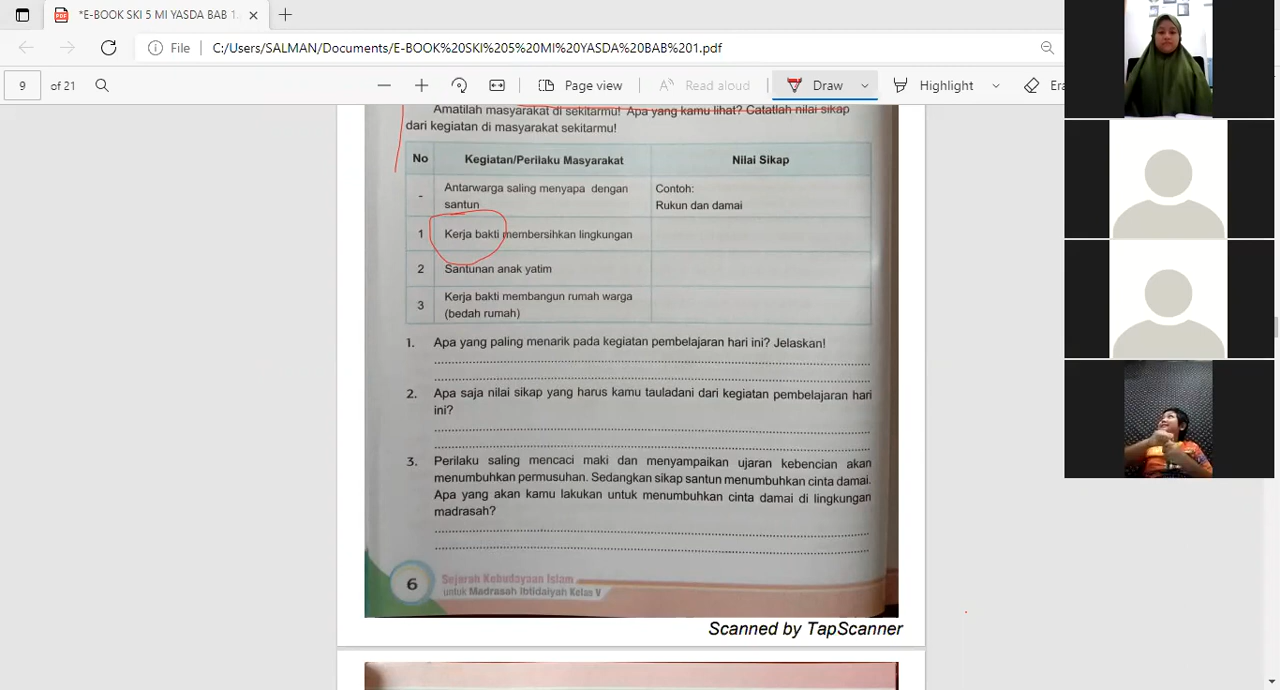 *E-BOOK SKI 5 MI YASDA BAB 1.
File
C:/Users/SALMAN/Documents/E-BOOK%20SKI%205%20MI%20YASDA%20BAB%201.pdf
9 of 21
Page view
Read aloud
Draw
Highlight
Era
Amatilah masyarakat di sekitarmu! Apa yang kamu lihat? Catatlah nilai sikap
dari kegiatan di masyarakat sekitarmu!
No Kegiatan/Perilaku Masyarakat Nilai Sikap
- Antarwarga saling menyapa dengan Contoh:
santun Rukun dan damai
1 Kerja bakti membersihkan lingkungan
2 Santunan anak yatim
3 Kerja bakti membangun rumah warga
(bedah rumah)
1. Apa yang paling menarik pada kegiatan pembelajaran hari ini? Jelaskan!
2. Apa saja nilai sikap yang harus kamu tauladani dari kegiatan pembelajaran hari
ini?
3. Perilaku saling mencaci maki dan menyampaikan ujaran kebencian akan
menumbuhkan permusuhan. Sedangkan sikap santun menumbuhkan cinta damai.
Apa yang akan kamu lakukan untuk menumbuhkan cinta damai di lingkungan
madrasah?
6 Sejarah Kebudayaan Islam
untuk Madrasah Ibtidaiyah Kelas V
Scanned by TapScanner